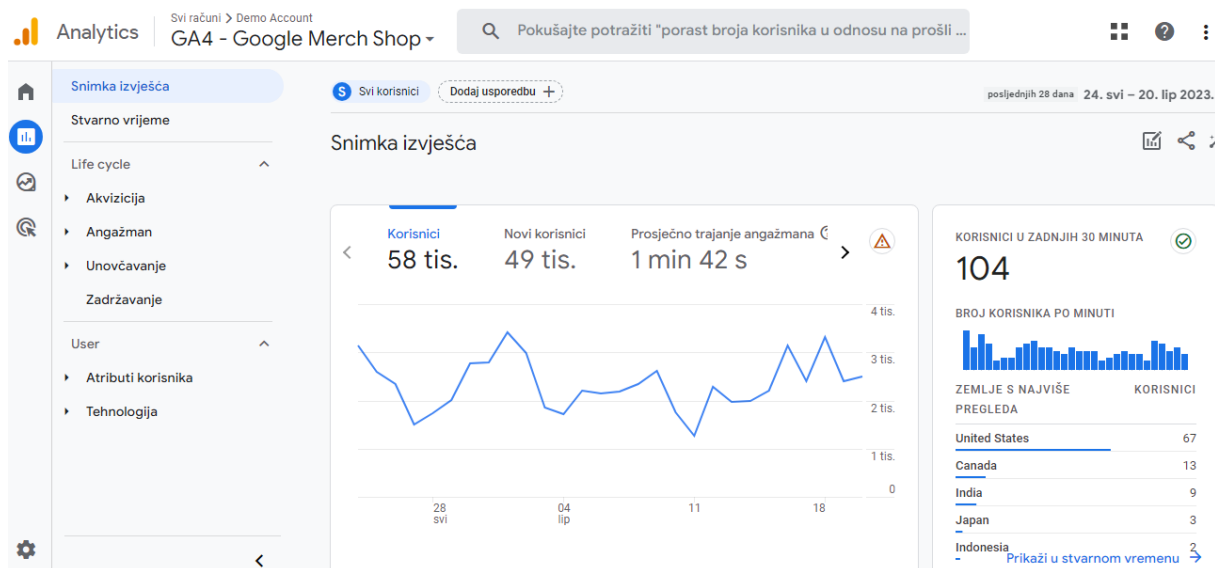 Analytics
Svi računi > Demo Account
GA4 - Google Merch Shop
Pokušajte potražiti "porast broja korisnika u odnosu na prošli ...
Snimka izvješća
Stvarno vrijeme
Life cycle
Akvizicija
Angažman
Unovčavanje
Zadržavanje
User
Atributi korisnika
Tehnologija
S Svi korisnici
Dodaj usporedbu +
posljednjih 28 dana 24. svi – 20. lip 2023.
Snimka izvješća
Korisnici
58 tis.
Novi korisnici
49 tis.
Prosječno trajanje angažmana
1 min 42 s
4 tis.
3 tis.
2 tis.
1 tis.
0
28
svi
04
lip
11
18
KORISNICI U ZADNJIH 30 MINUTA
104
BROJ KORISNIKA PO MINUTI
ZEMLJE S NAJVIŠE
PREGLEDA
KORISNICI
United States 67
Canada 13
India 9
Japan 3
Indonesia 2
Prikaži u stvarnom vremenu